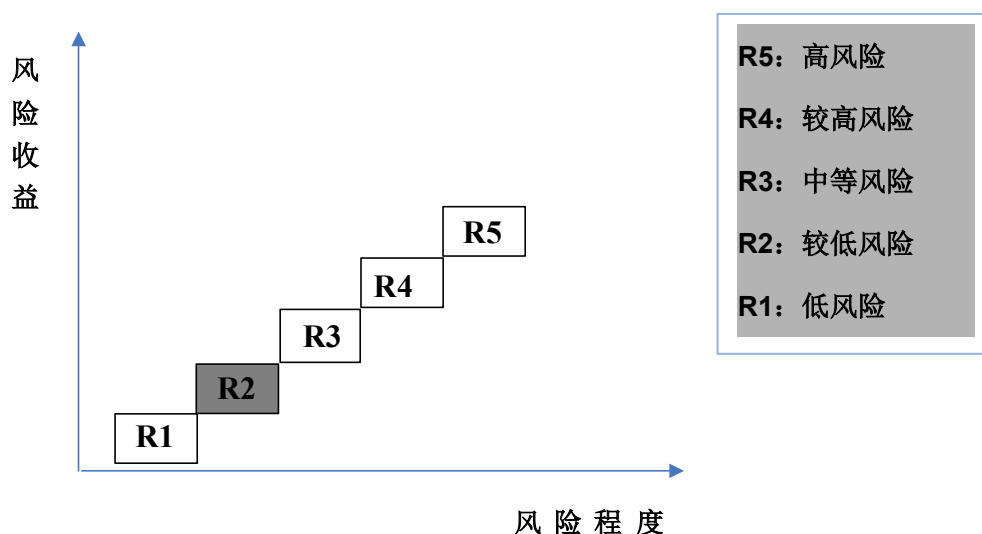 风险收益
R5
R4
R3
R2
R1
风险程度
R5：高风险
R4：较高风险
R3：中等风险
R2：较低风险
R1：低风险